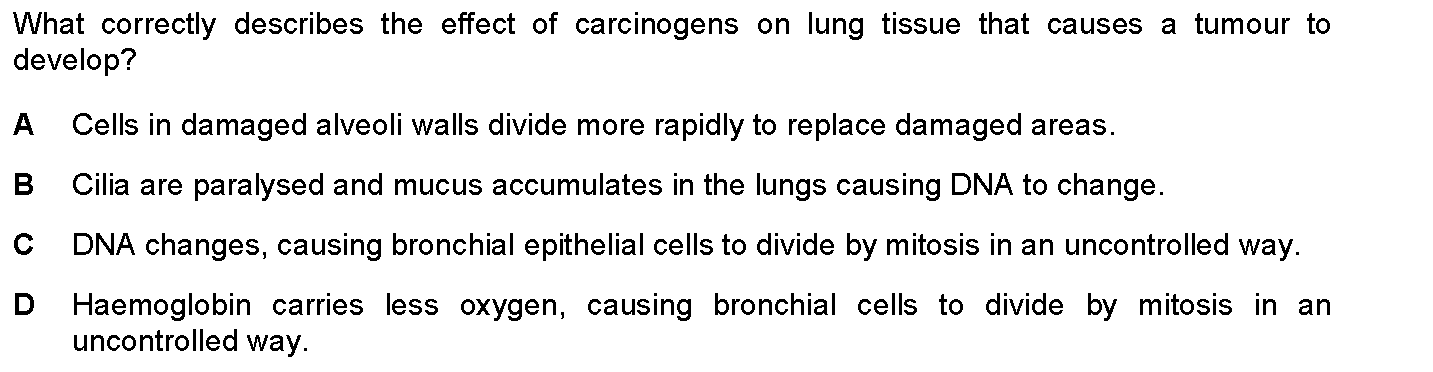 What correctly describes the effect of carcinogens on lung tissue that causes a tumour to
develop?
A Cells in damaged alveoli walls divide more rapidly to replace damaged areas.
B Cilia are paralysed and mucus accumulates in the lungs causing DNA to change.
C DNA changes, causing bronchial epithelial cells to divide by mitosis in an uncontrolled way.
D Haemoglobin carries less oxygen, causing bronchial cells to divide by mitosis in an
uncontrolled way.